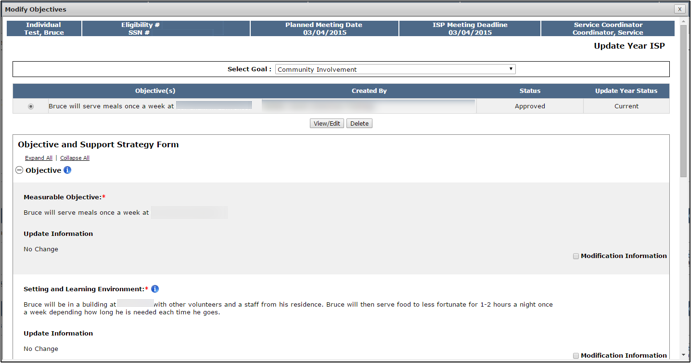 Modify Objectives
X
Individual Eligibility # Planned Meeting Date ISP Meeting Deadline Service Coordinator
Test, Bruce SSN # 03/04/2015 03/04/2015 Coordinator, Service
Update Year ISP
Select Goal : Community Involvement
Objective(s) Created By Status Update Year Status
Bruce will serve meals once a week at Approved Current
View/Edit Delete
Objective and Support Strategy Form
Expand All | Collapse All
Objective i
Measurable Objective:*
Bruce will serve meals once a week at
Update Information
No Change
Modification Information
Setting and Learning Environment:* i
Bruce will be in a building at with other volunteers and a staff from his residence. Bruce will then serve food to less fortunate for 1-2 hours a night once
a week depending how long he is needed each time he goes.
Update Information
No Change
Modification Information